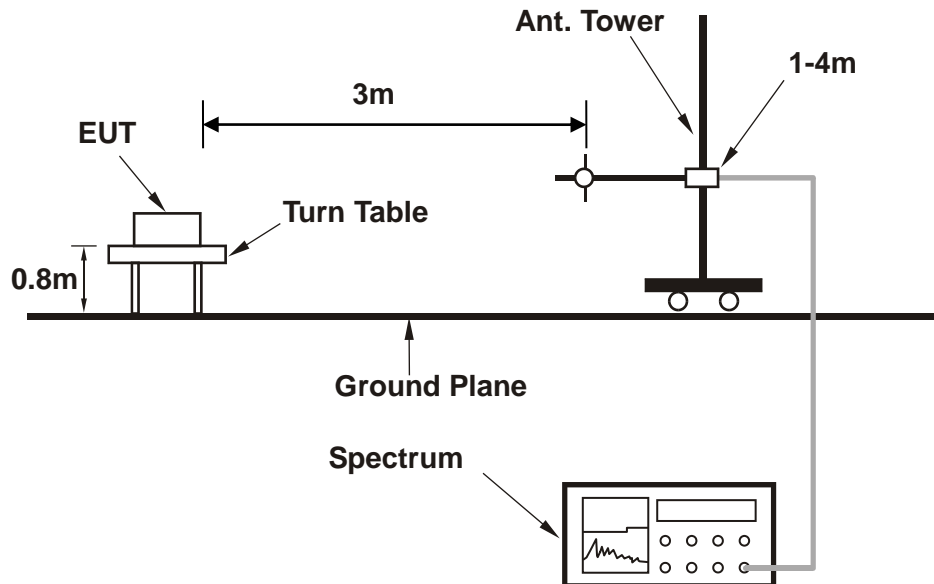 Ant. Tower
1-4m
3m
EUT
Turn Table
0.8m
Ground Plane
Spectrum